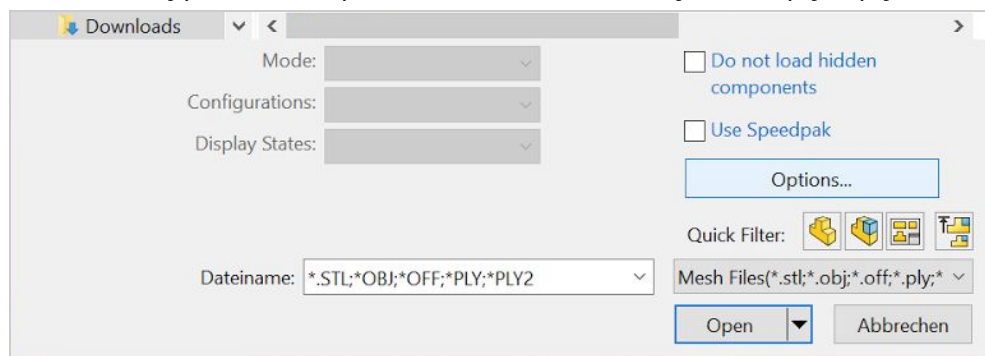 Downloads
Mode:
Do not load hidden
components
Configurations:
Use Speedpak
Display States:
Options...
Quick Filter:
Dateiname: *.STL;*OBJ;*OFF;*PLY;*PLY2
Mesh Files(*.stl;*.obj;*.off;*.ply;*
Open
Abbrechen